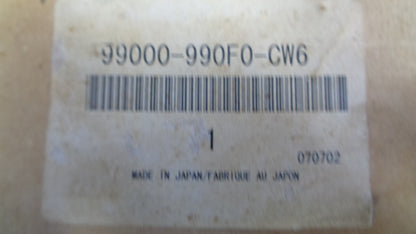 99000-990F0-CW6
1
070702
MADE IN JAPAN/FABRIQUE AU JAPON